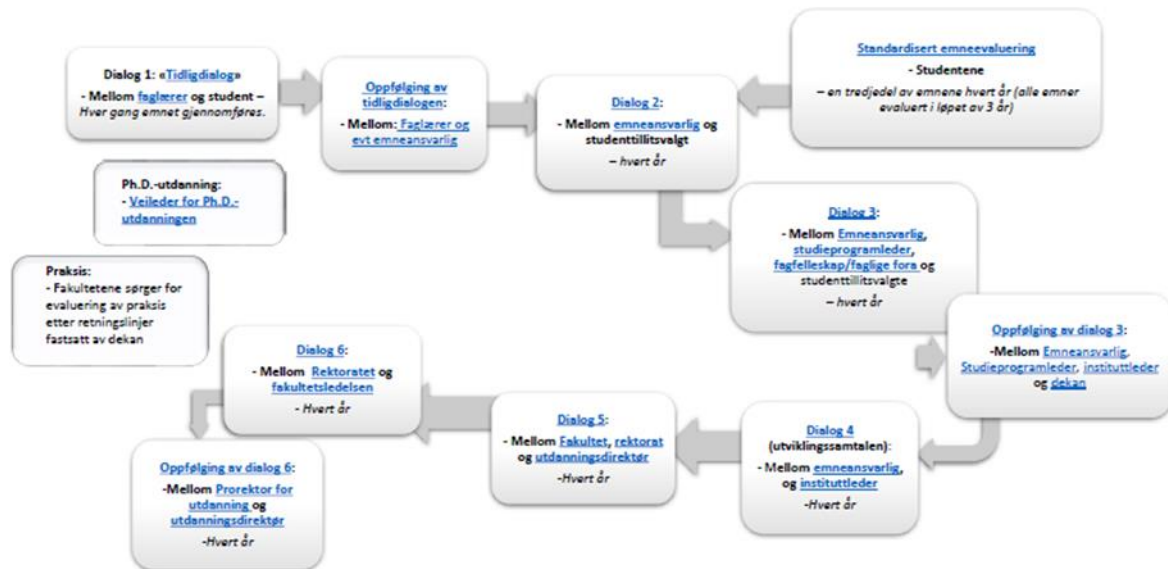 Dialog 1: «Tidligdialog»
- Mellom faglærer og student –
Hver gang emnet gjennomføres.
Oppfølging av
tidligdialogen:
- Mellom: Faglærer og
evt emneansvarlig
Dialog 2:
- Mellom emneansvarlig og
studenttillitsvalgt
– hvert år
Standardisert emneevaluering
- Studentene
– en tredjedel av emnene hvert år (alle emner
evaluert i løpet av 3 år)
Ph.D.-utdanning:
- Veileder for Ph.D.-
utdanningen
Dialog 3:
- Mellom Emneansvarlig,
studieprogramleder,
fagfelleskap/faglige fora og
studenttillitsvalgte
– hvert år
Praksis:
- Fakultetene sørger for
evaluering av praksis
etter retningslinjer
fastsatt av dekan
Oppfølging av dialog 3:
-Mellom Emneansvarlig,
Studieprogramleder, instituttleder
og dekan
Dialog 4
(utviklingssamtalen):
- Mellom emneansvarlig,
og instituttleder
-Hvert år
Dialog 5:
- Mellom Fakultet, rektorat
og utdanningsdirektør
-Hvert år
Dialog 6:
- Mellom Rektoratet og
fakultetsledelsen
- Hvert år
Oppfølging av dialog 6:
-Mellom Prorektor for
utdanning og
utdanningsdirektør
-Hvert år